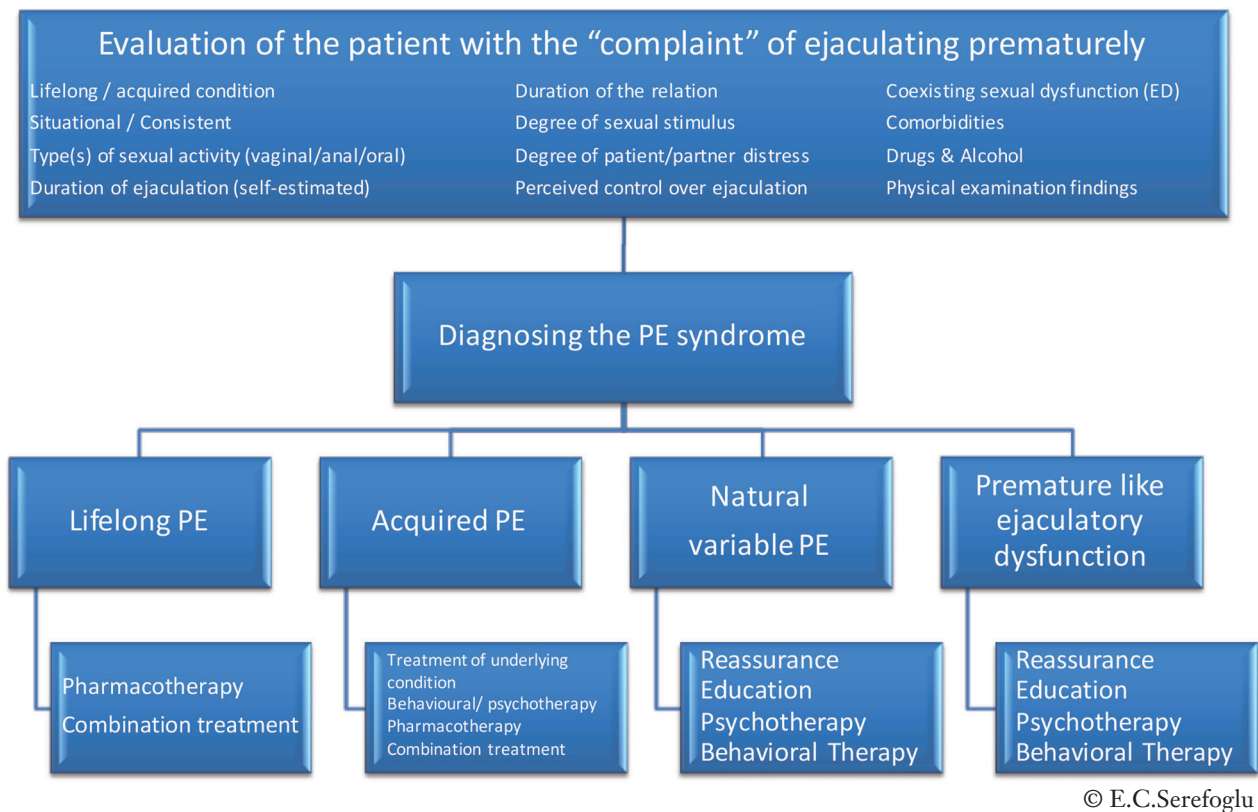 Evaluation of the patient with the “complaint” of ejaculating prematurely
Lifelong / acquired condition
Situational / Consistent
Type(s) of sexual activity (vaginal/anal/oral)
Duration of ejaculation (self-estimated)
Duration of the relation
Degree of sexual stimulus
Degree of patient/partner distress
Perceived control over ejaculation
Coexisting sexual dysfunction (ED)
Comorbidities
Drugs & Alcohol
Physical examination findings
Diagnosing the PE syndrome
Lifelong PE
Acquired PE
Natural
variable PE
Premature like
ejaculatory
dysfunction
Pharmacotherapy
Combination treatment
Treatment of underlying
condition
Behavioural/ psychotherapy
Pharmacotherapy
Combination treatment
Reassurance
Education
Psychotherapy
Behavioral Therapy
Reassurance
Education
Psychotherapy
Behavioral Therapy
© E.C.Serefoglu